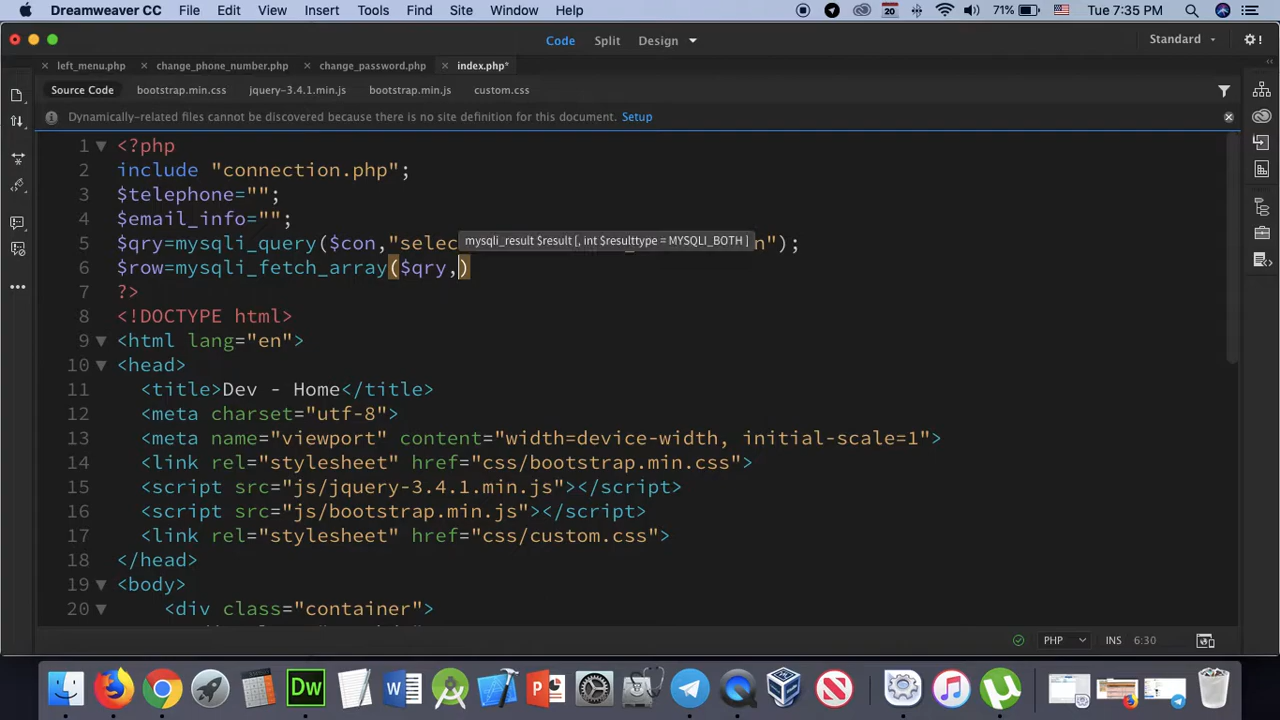 Dreamweaver CC File Edit View Insert Tools Find Site Window Help 20 71% Tue 7:35 PM
Code Split Design Standard
left_menu.php change_phone_number.php change_password.php index.php*
Source Code bootstrap.min.css jquery-3.4.1.min.js bootstrap.min.js custom.css
Dynamically-related files cannot be discovered because there is no site definition for this document. Setup
1 <?php
2 include "connection.php";
3 $telephone="";
4 $email_info="";
mysqli_result $result [, int $resulttype = MYSQLI_BOTH ]
5 $qry=mysqli_query($con,"selec n");
6 $row=mysqli_fetch_array($qry,)
7 ?>
8 <!DOCTYPE html>
9 <html lang="en">
10 <head>
11 <title>Dev - Home</title>
12 <meta charset="utf-8">
13 <meta name="viewport" content="width=device-width, initial-scale=1">
14 <link rel="stylesheet" href="css/bootstrap.min.css">
15 <script src="js/jquery-3.4.1.min.js"></script>
16 <script src="js/bootstrap.min.js"></script>
17 <link rel="stylesheet" href="css/custom.css">
18 </head>
19 <body>
20 <div class="container">
PHP INS 6:30
Dw W P